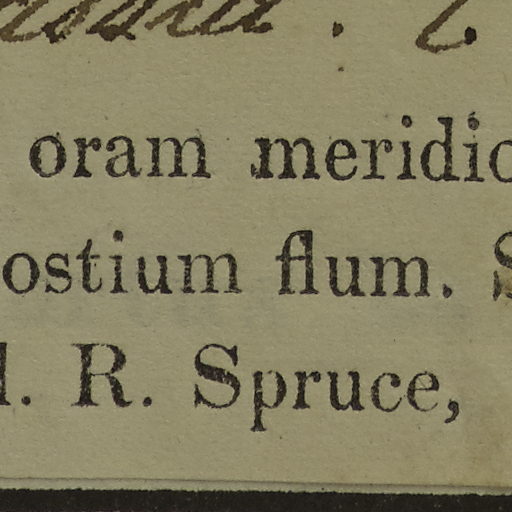 oram meridio
ostium flum. S
l. R. Spruce,